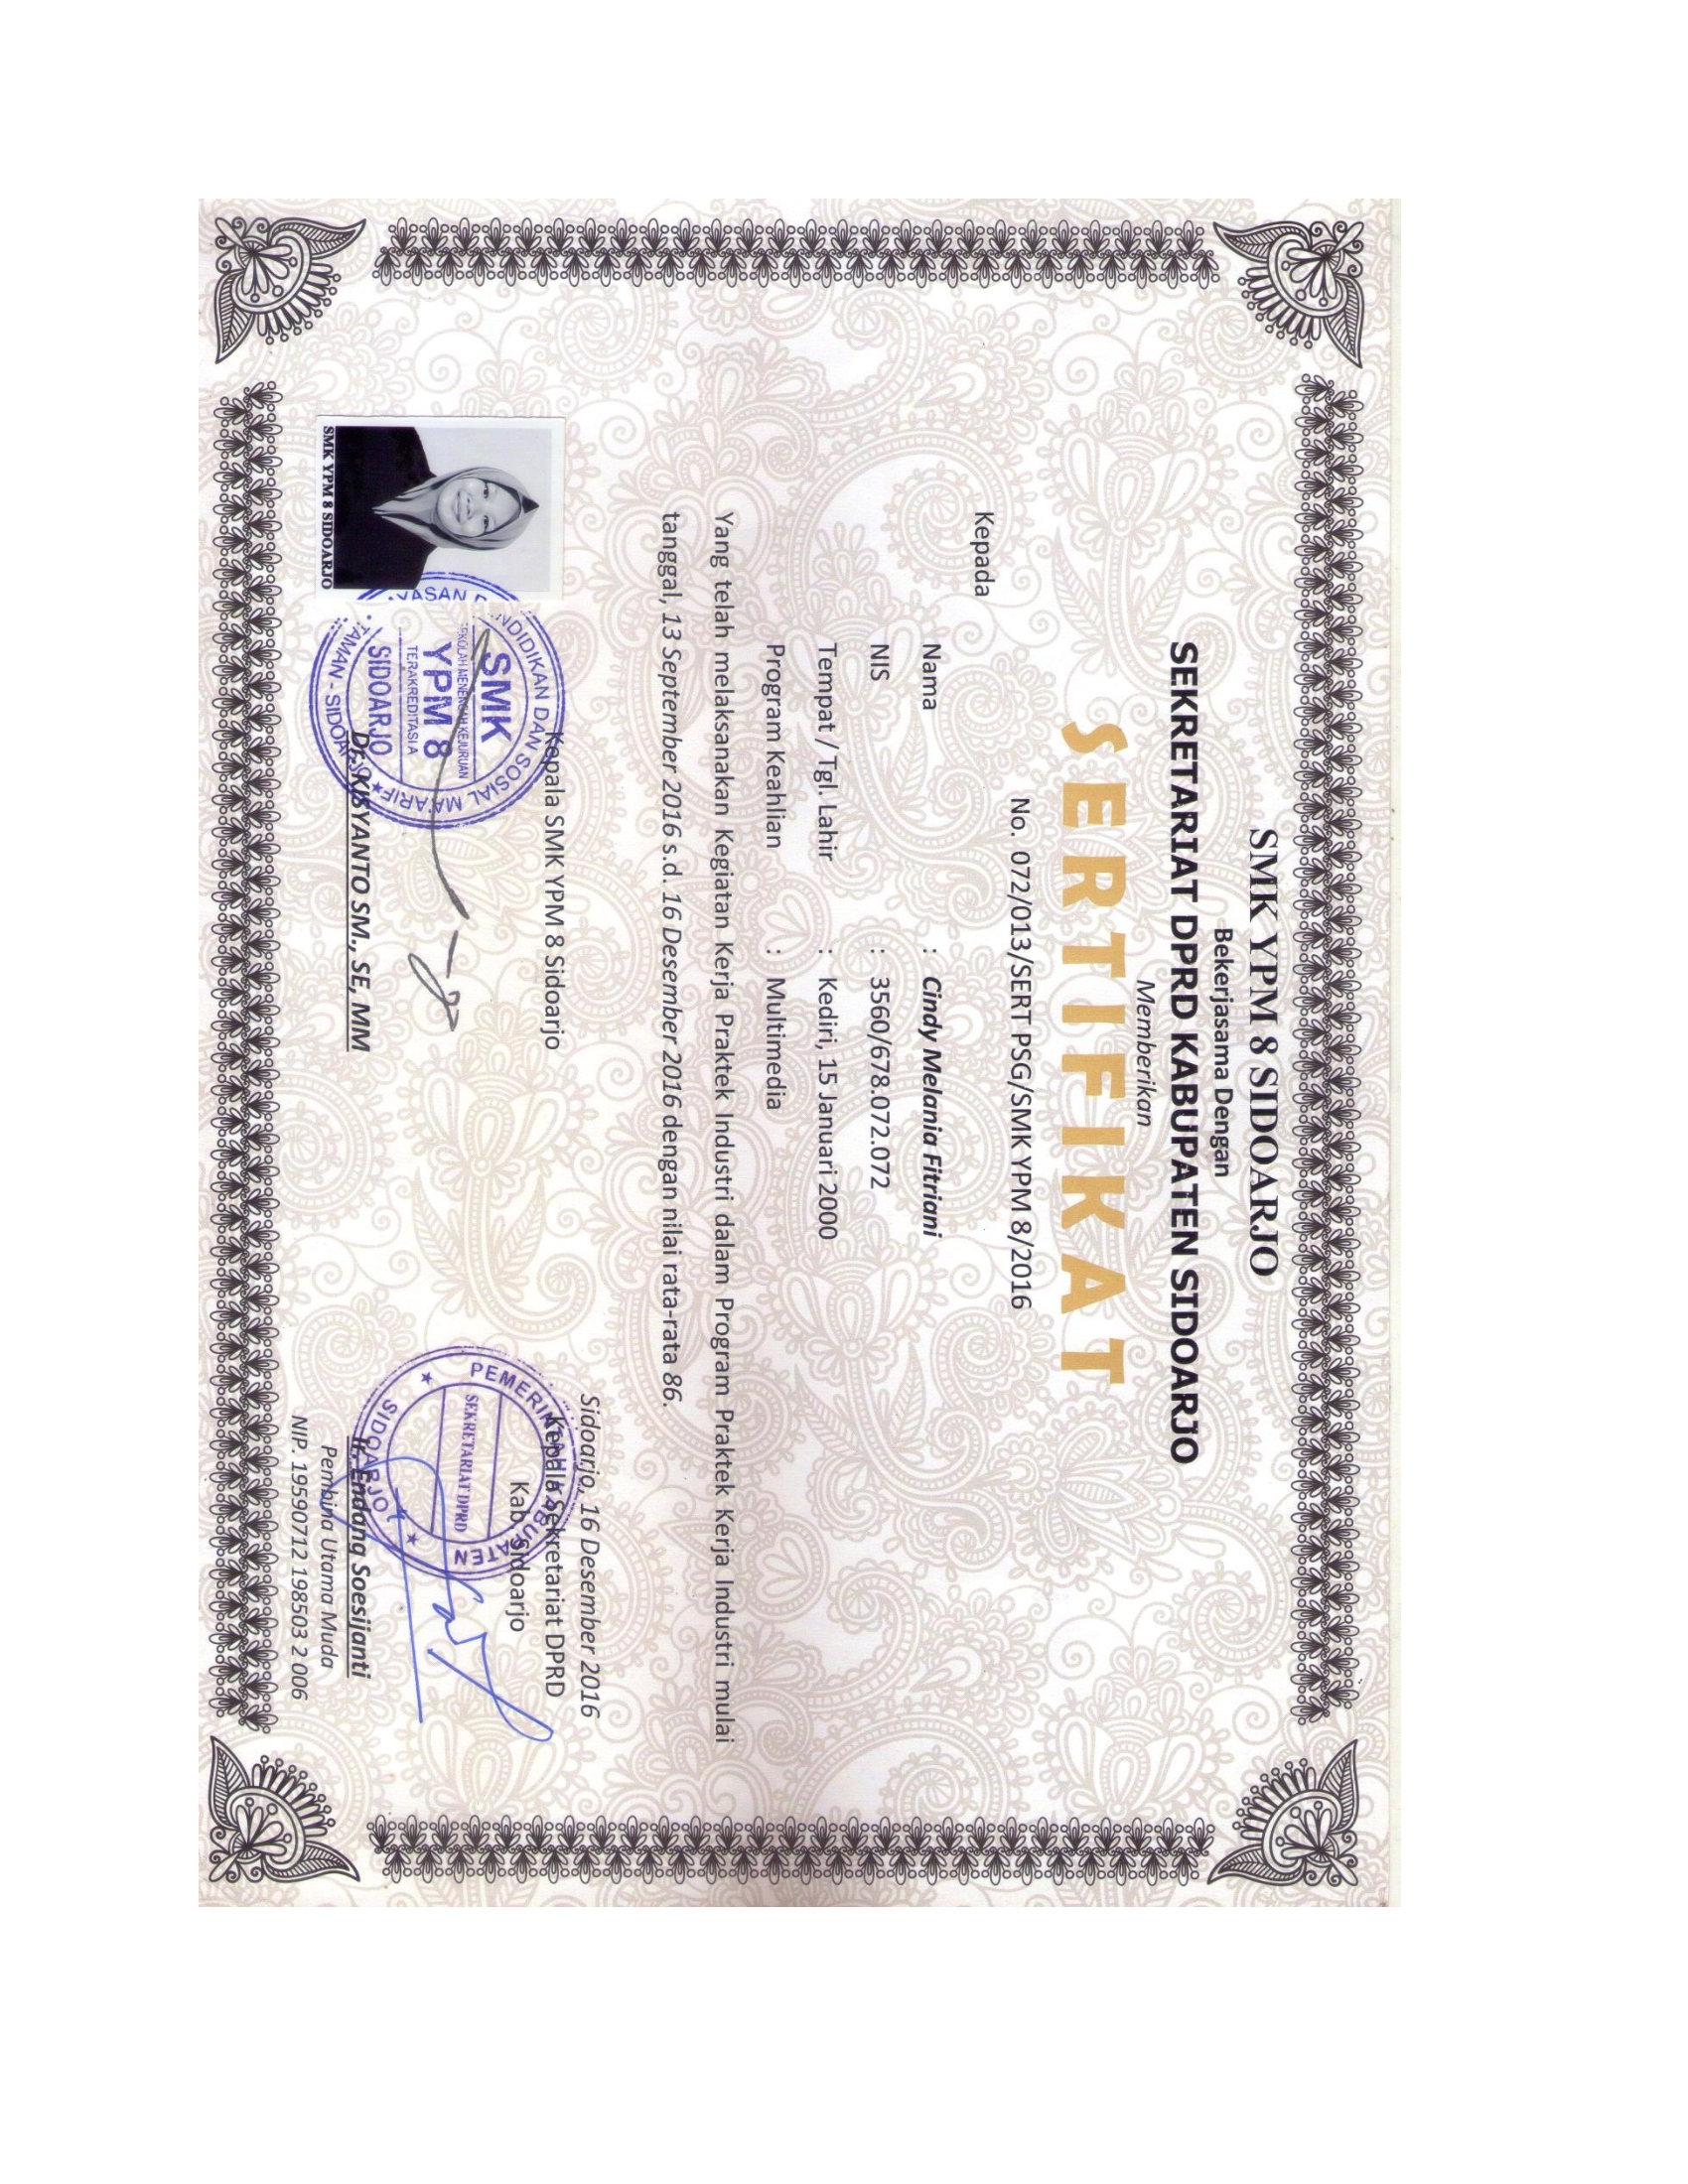 SMK YPM 8 SIDOARJO
Bekerjasama Dengan
SEKRETARIAT DPRD KABUPATEN SIDOARJO
Memberikan
SERTIFIKAT
No. 072/013/SERT PSG/SMK YPM 8/2016
Kepada
Nama : Cindy Melania Fitriani
NIS : 3560/678.072.072
Tempat / Tgl. Lahir : Kediri, 15 Januari 2000
Program Keahlian : Multimedia
Yang telah melaksanakan Kegiatan Kerja Praktek Industri dalam Program Praktek Kerja Industri mulai
tanggal, 13 September 2016 s.d. 16 Desember 2016 dengan nilai rata-rata 86.
Sidoarjo, 16 Desember 2016
Kepala SMK YPM 8 Sidoarjo
Kepala Sekretariat DPRD
Kab. Sidoarjo
SMK YPM 8 SIDOARJO
YASAN PENDIDIKAN DAN SOSIAL MA'ARIF
SMK
SEKOLAH MENENGAH KEJURUAN
YPM 8
TERAKREDITASI A
SIDOARJO
TAMAN - SIDOARJO
PEMERINTAH KABUPATEN
SEKRETARIAT DPRD
SIDOARJO
KISYANTO SM., SE, MM
Ir. Endang Soesijanti
Pembina Utama Muda
NIP. 19590712 198503 2 006